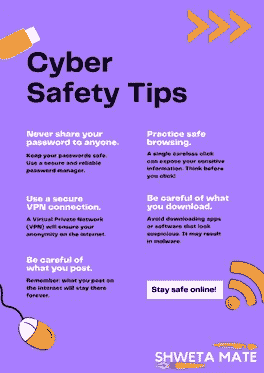 Cyber
Safety Tips
Never share your
password to anyone.
Keep your passwords safe.
Use a secure and reliable
password manager.
Practice safe
browsing.
A single careless click
can expose your sensitive
information. Think before
you click!
Use a secure
VPN connection.
A Virtual Private Network
(VPN) will ensure your
anonymity on the internet.
Be careful of what
you download.
Avoid downloading apps
or software that look
suspicious. It may result
in malware
Be careful of
what you post.
Remember: what you post on
the internet will stay there
forever.
Stay safe online!
SHWETA MATE